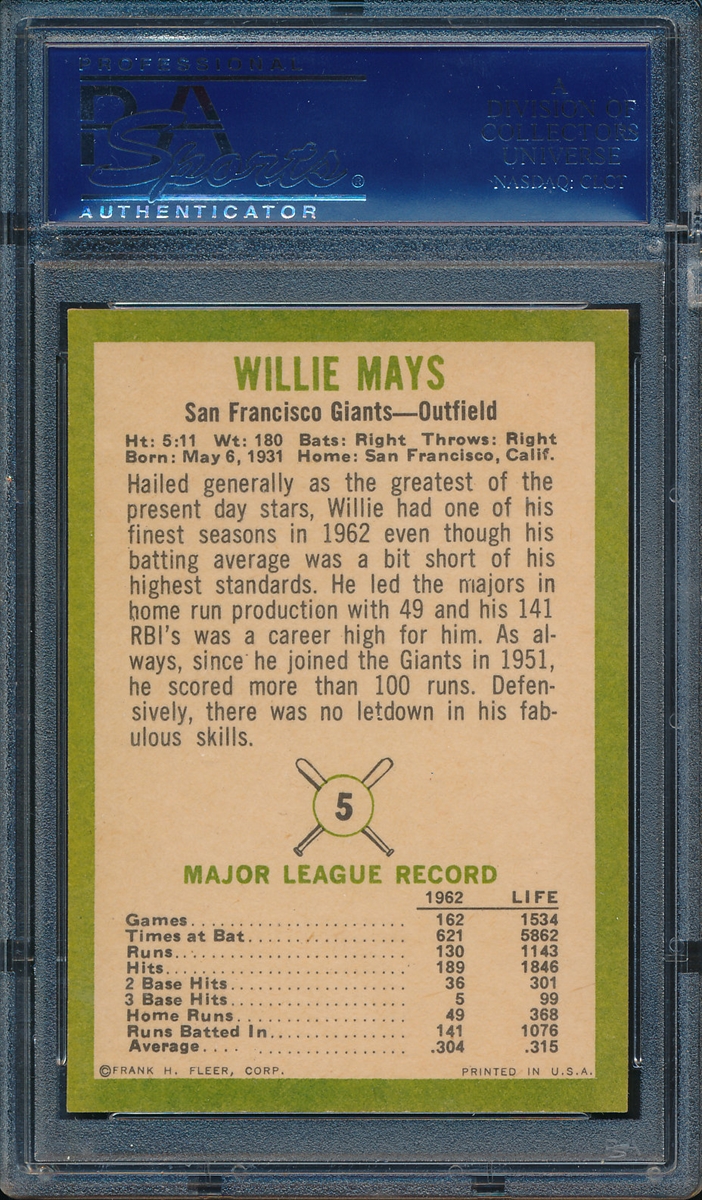 PROFESSIONAL
PSA
Sports®
AUTHENTICATOR
A
DIVISION OF
COLLECTORS
UNIVERSE
NASDAQ: CLCT
WILLIE MAYS
San Francisco Giants—Outfield
Ht: 5:11 Wt: 180 Bats: Right Throws: Right
Born: May 6, 1931 Home: San Francisco, Calif.
Hailed generally as the greatest of the
present day stars, Willie had one of his
finest seasons in 1962 even though his
batting average was a bit short of his
highest standards. He led the majors in
home run production with 49 and his 141
RBI's was a career high for him. As al-
ways, since he joined the Giants in 1951,
he scored more than 100 runs. Defen-
sively, there was no letdown in his fab-
ulous skills.
5
MAJOR LEAGUE RECORD
1962 LIFE
Games 162 1534
Times at Bat 621 5862
Runs 130 1143
Hits 189 1846
2 Base Hits 36 301
3 Base Hits 5 99
Home Runs 49 368
Runs Batted In 141 1076
Average .304 .315
©FRANK H. FLEER, CORP. PRINTED IN U.S.A.
PSA